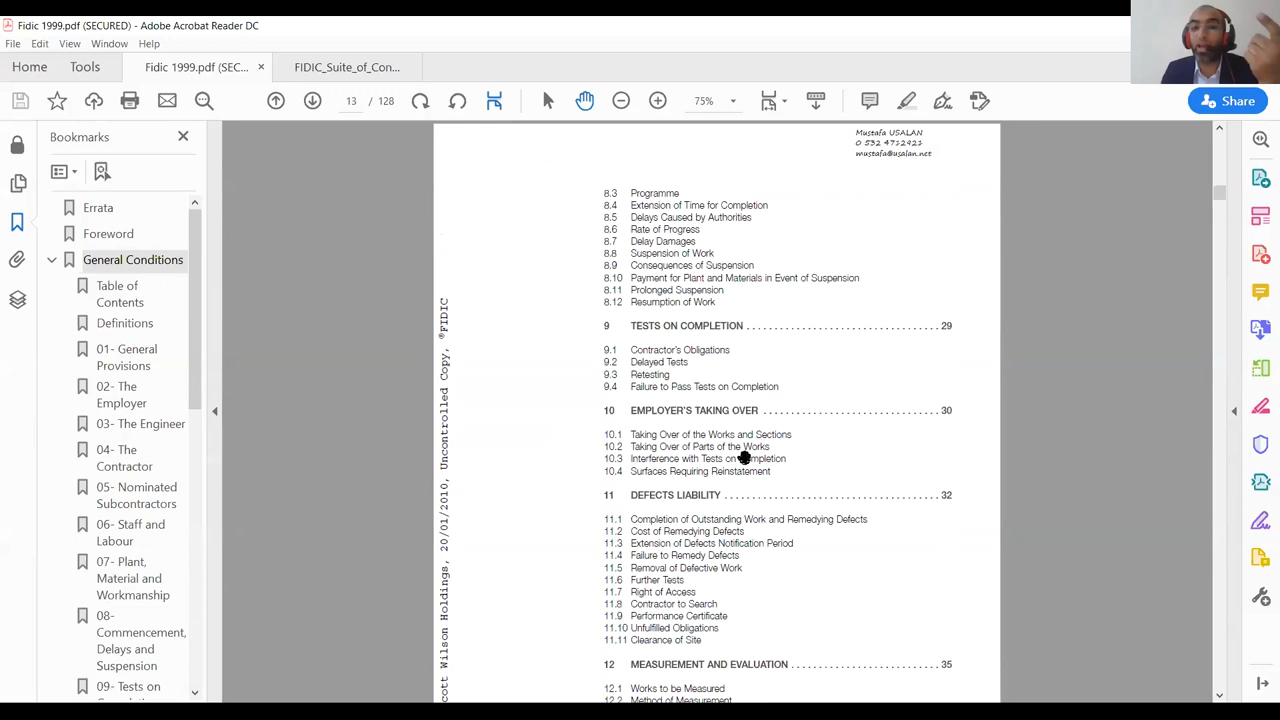 Fidic 1999.pdf (SECURED) - Adobe Acrobat Reader DC
File Edit View Window Help
Home Tools Fidic 1999.pdf (SEC... × FIDIC_Suite_of_Con...
13 / 128 75% Share
Bookmarks
Errata
Foreword
General Conditions
Table of
Contents
Definitions
01- General
Provisions
02- The
Employer
03- The Engineer
04- The
Contractor
05- Nominated
Subcontractors
06- Staff and
Labour
07- Plant,
Material and
Workmanship
08-
Commencement,
Delays and
Suspension
09- Tests on
Mustafa USALAN
0 532 4712921
mustafa@usalan.net
cott Wilson Holdings, 20/01/2010, Uncontrolled Copy, ®FIDIC
8.3 Programme
8.4 Extension of Time for Completion
8.5 Delays Caused by Authorities
8.6 Rate of Progress
8.7 Delay Damages
8.8 Suspension of Work
8.9 Consequences of Suspension
8.10 Payment for Plant and Materials in Event of Suspension
8.11 Prolonged Suspension
8.12 Resumption of Work
9 TESTS ON COMPLETION 29
9.1 Contractor's Obligations
9.2 Delayed Tests
9.3 Retesting
9.4 Failure to Pass Tests on Completion
10 EMPLOYER'S TAKING OVER 30
10.1 Taking Over of the Works and Sections
10.2 Taking Over of Parts of the Works
10.3 Interference with Tests on Completion
10.4 Surfaces Requiring Reinstatement
11 DEFECTS LIABILITY 32
11.1 Completion of Outstanding Work and Remedying Defects
11.2 Cost of Remedying Defects
11.3 Extension of Defects Notification Period
11.4 Failure to Remedy Defects
11.5 Removal of Defective Work
11.6 Further Tests
11.7 Right of Access
11.8 Contractor to Search
11.9 Performance Certificate
11.10 Unfulfilled Obligations
11.11 Clearance of Site
12 MEASUREMENT AND EVALUATION 35
12.1 Works to be Measured
12.2 Method of Measurement